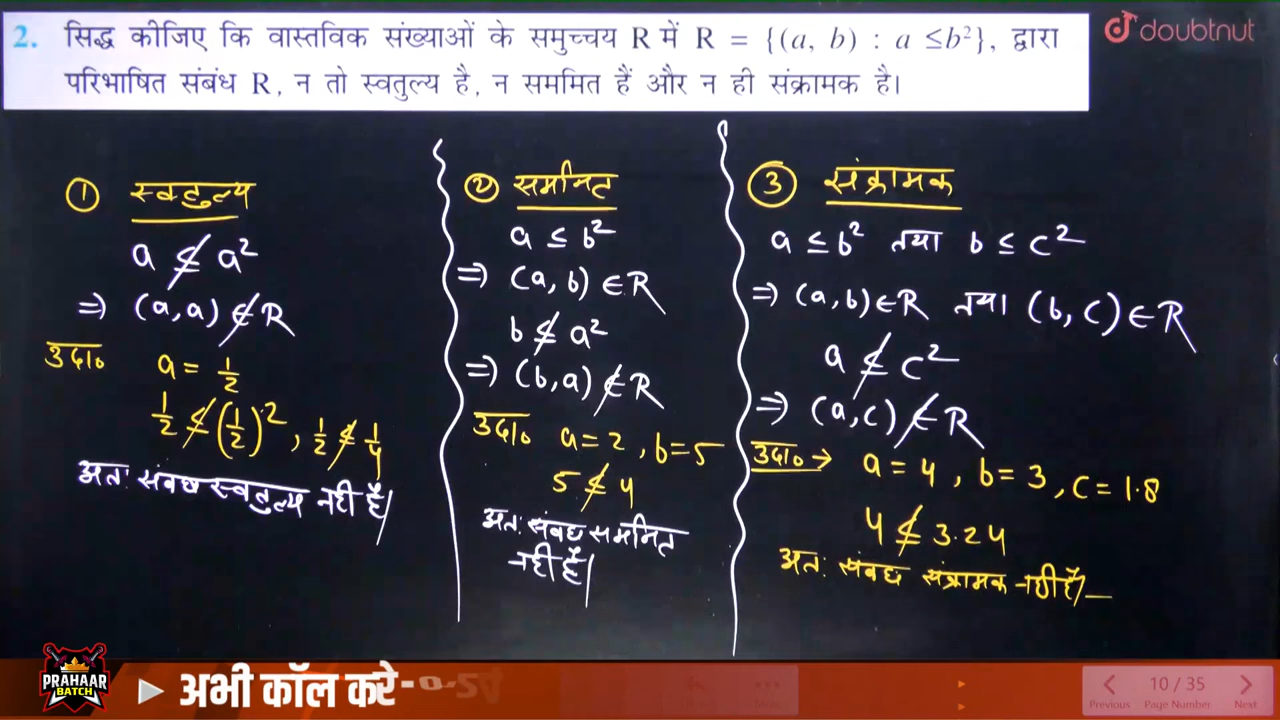 2. सिद्ध कीजिए कि वास्तविक संख्याओं के समुच्चय R में R = {(a, b) : a ≤b²}, द्वारा
परिभाषित संबंध R, न तो स्वतुल्य है, न सममित हैं और न ही संक्रामक है।
doubtnut
① स्वतुल्य
a ≰ a²
⇒ (a,a) ∉ R
उदा० a = 1/2
1/2 ≰ (1/2)², 1/2 ≰ 1/4
अतः संबंध स्वतुल्य नहीं है।
② सममित
a ≤ b²
⇒ (a,b) ∈ R
b ≰ a²
⇒ (b,a) ∉ R
उदा० a=2, b=5
5 ≰ 4
अतः संबंध सममित
नहीं है।
③ संक्रामक
a ≤ b² तथा b ≤ c²
⇒ (a,b) ∈ R तथा (b,c) ∈ R
a ≰ c²
⇒ (a,c) ∉ R
उदा० → a = 4, b = 3, c = 1.8
4 ≰ 3.24
अतः संबंध संक्रामक नहीं है।
PRAHAAR
BATCH
अभी कॉल करे-
10 / 35
Previous Page Number Next